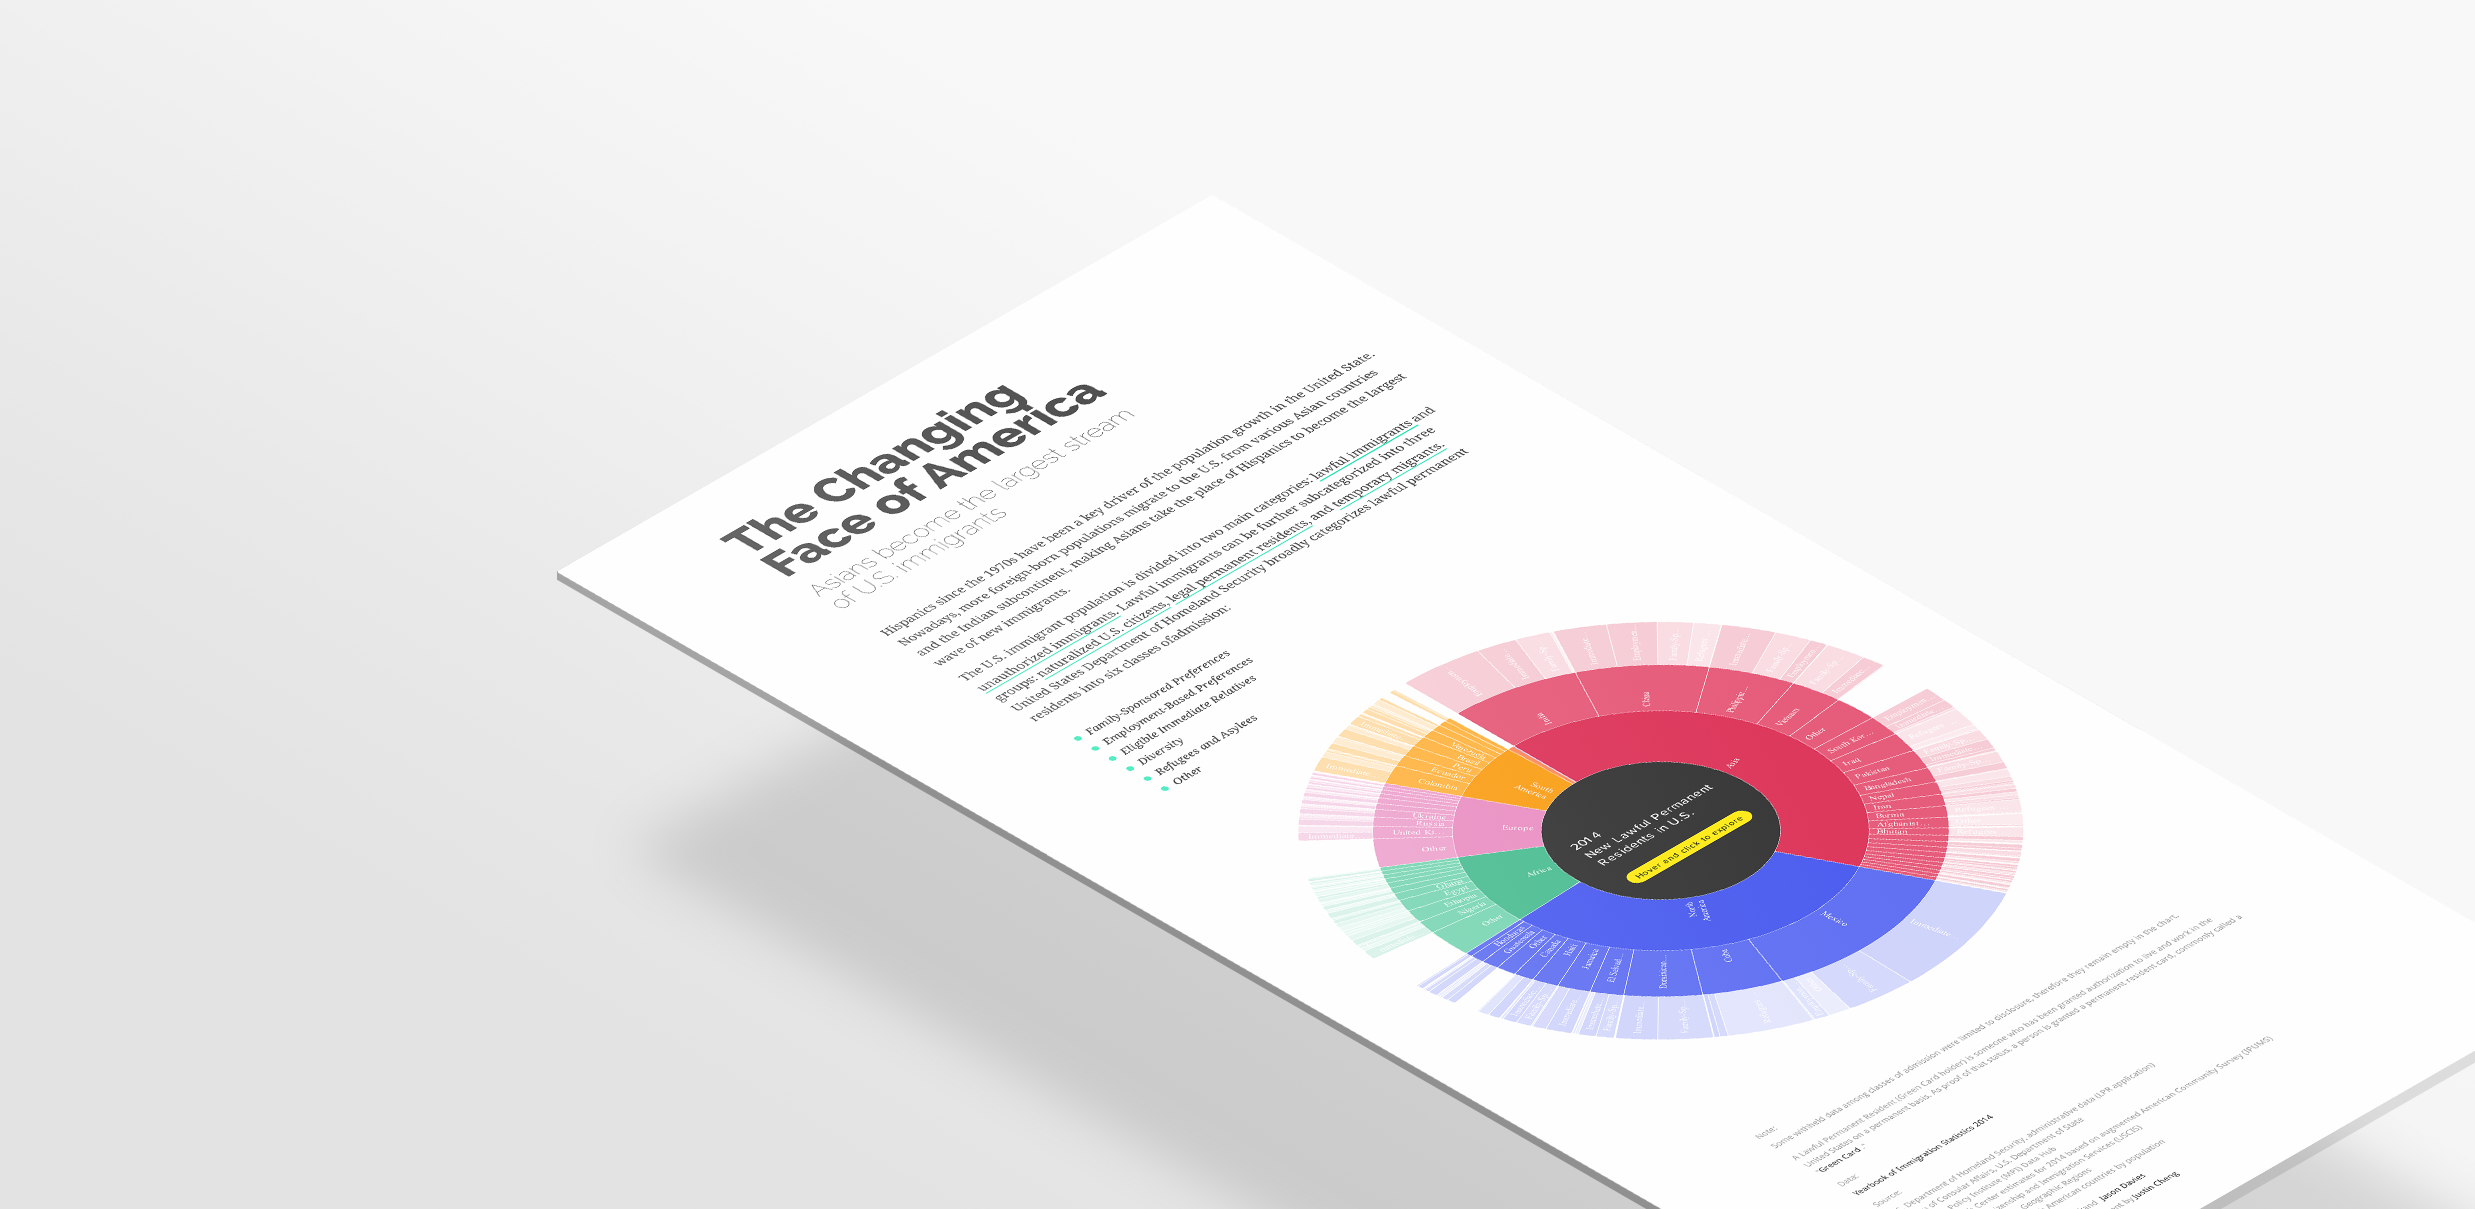 The Changing
Face of America
Asians become the largest stream
of U.S. immigrants
Hispanics since the 1970s have been a key driver of the population growth in the United State.
Nowadays, more foreign-born populations migrate to the U.S. from various Asian countries
and the Indian subcontinent, making Asians take the place of Hispanics to become the largest
wave of new immigrants.
The U.S. immigrant population is divided into two main categories: lawful immigrants and
unauthorized immigrants. Lawful immigrants can be further subcategorized into three
groups: naturalized U.S. citizens, legal permanent residents, and temporary migrants.
United States Department of Homeland Security broadly categorizes lawful permanent
residents into six classes ofadmission:
Family-Sponsored Preferences
Employment-Based Preferences
Eligible Immediate Relatives
Diversity
Refugees and Asylees
Other
2014
New Lawful Permanent
Residents in U.S.
Hover and click to explore
Asia
India
China
Philipi...
Vietnam
Other
South Kor...
Iraq
Pakistan
Bangladesh
Nepal
Iran
Burma
Afghanist...
Bhutan
North
America
Mexico
Cuba
Dominican...
El Salvad...
Jamaica
Haiti
Canada
Other
Guatemala
Honduras
Africa
Other
Nigeria
Ethiopia
Egypt
Ghana
Europe
Other
United Ki...
Russia
Ukraine
South
America
Colombia
Ecuador
Peru
Brazil
Venezuela
Immediate
Family-Sp
Note:
Some withheld data among classes of admission were limited to disclosure, therefore they remain empty in the chart.
A Lawful Permanent Resident (Green Card holder) is someone who has been granted authorization to live and work in the
United States on a permanent basis. As proof of that status, a person is granted a permanent resident card, commonly called a
"Green Card."
Data:
Yearbook of Immigration Statistics 2014
Source:
Department of Homeland Security, administrative data (LPR application)
of Consular Affairs, U.S. Department of State
Policy Institute (MPI) Data Hub
Center estimates for 2014 based on augmented American Community Survey (IPUMS)
and Immigration Services (USCIS)
Geographic Regions
American countries by population
and Jason Davies
by Justin Cheng